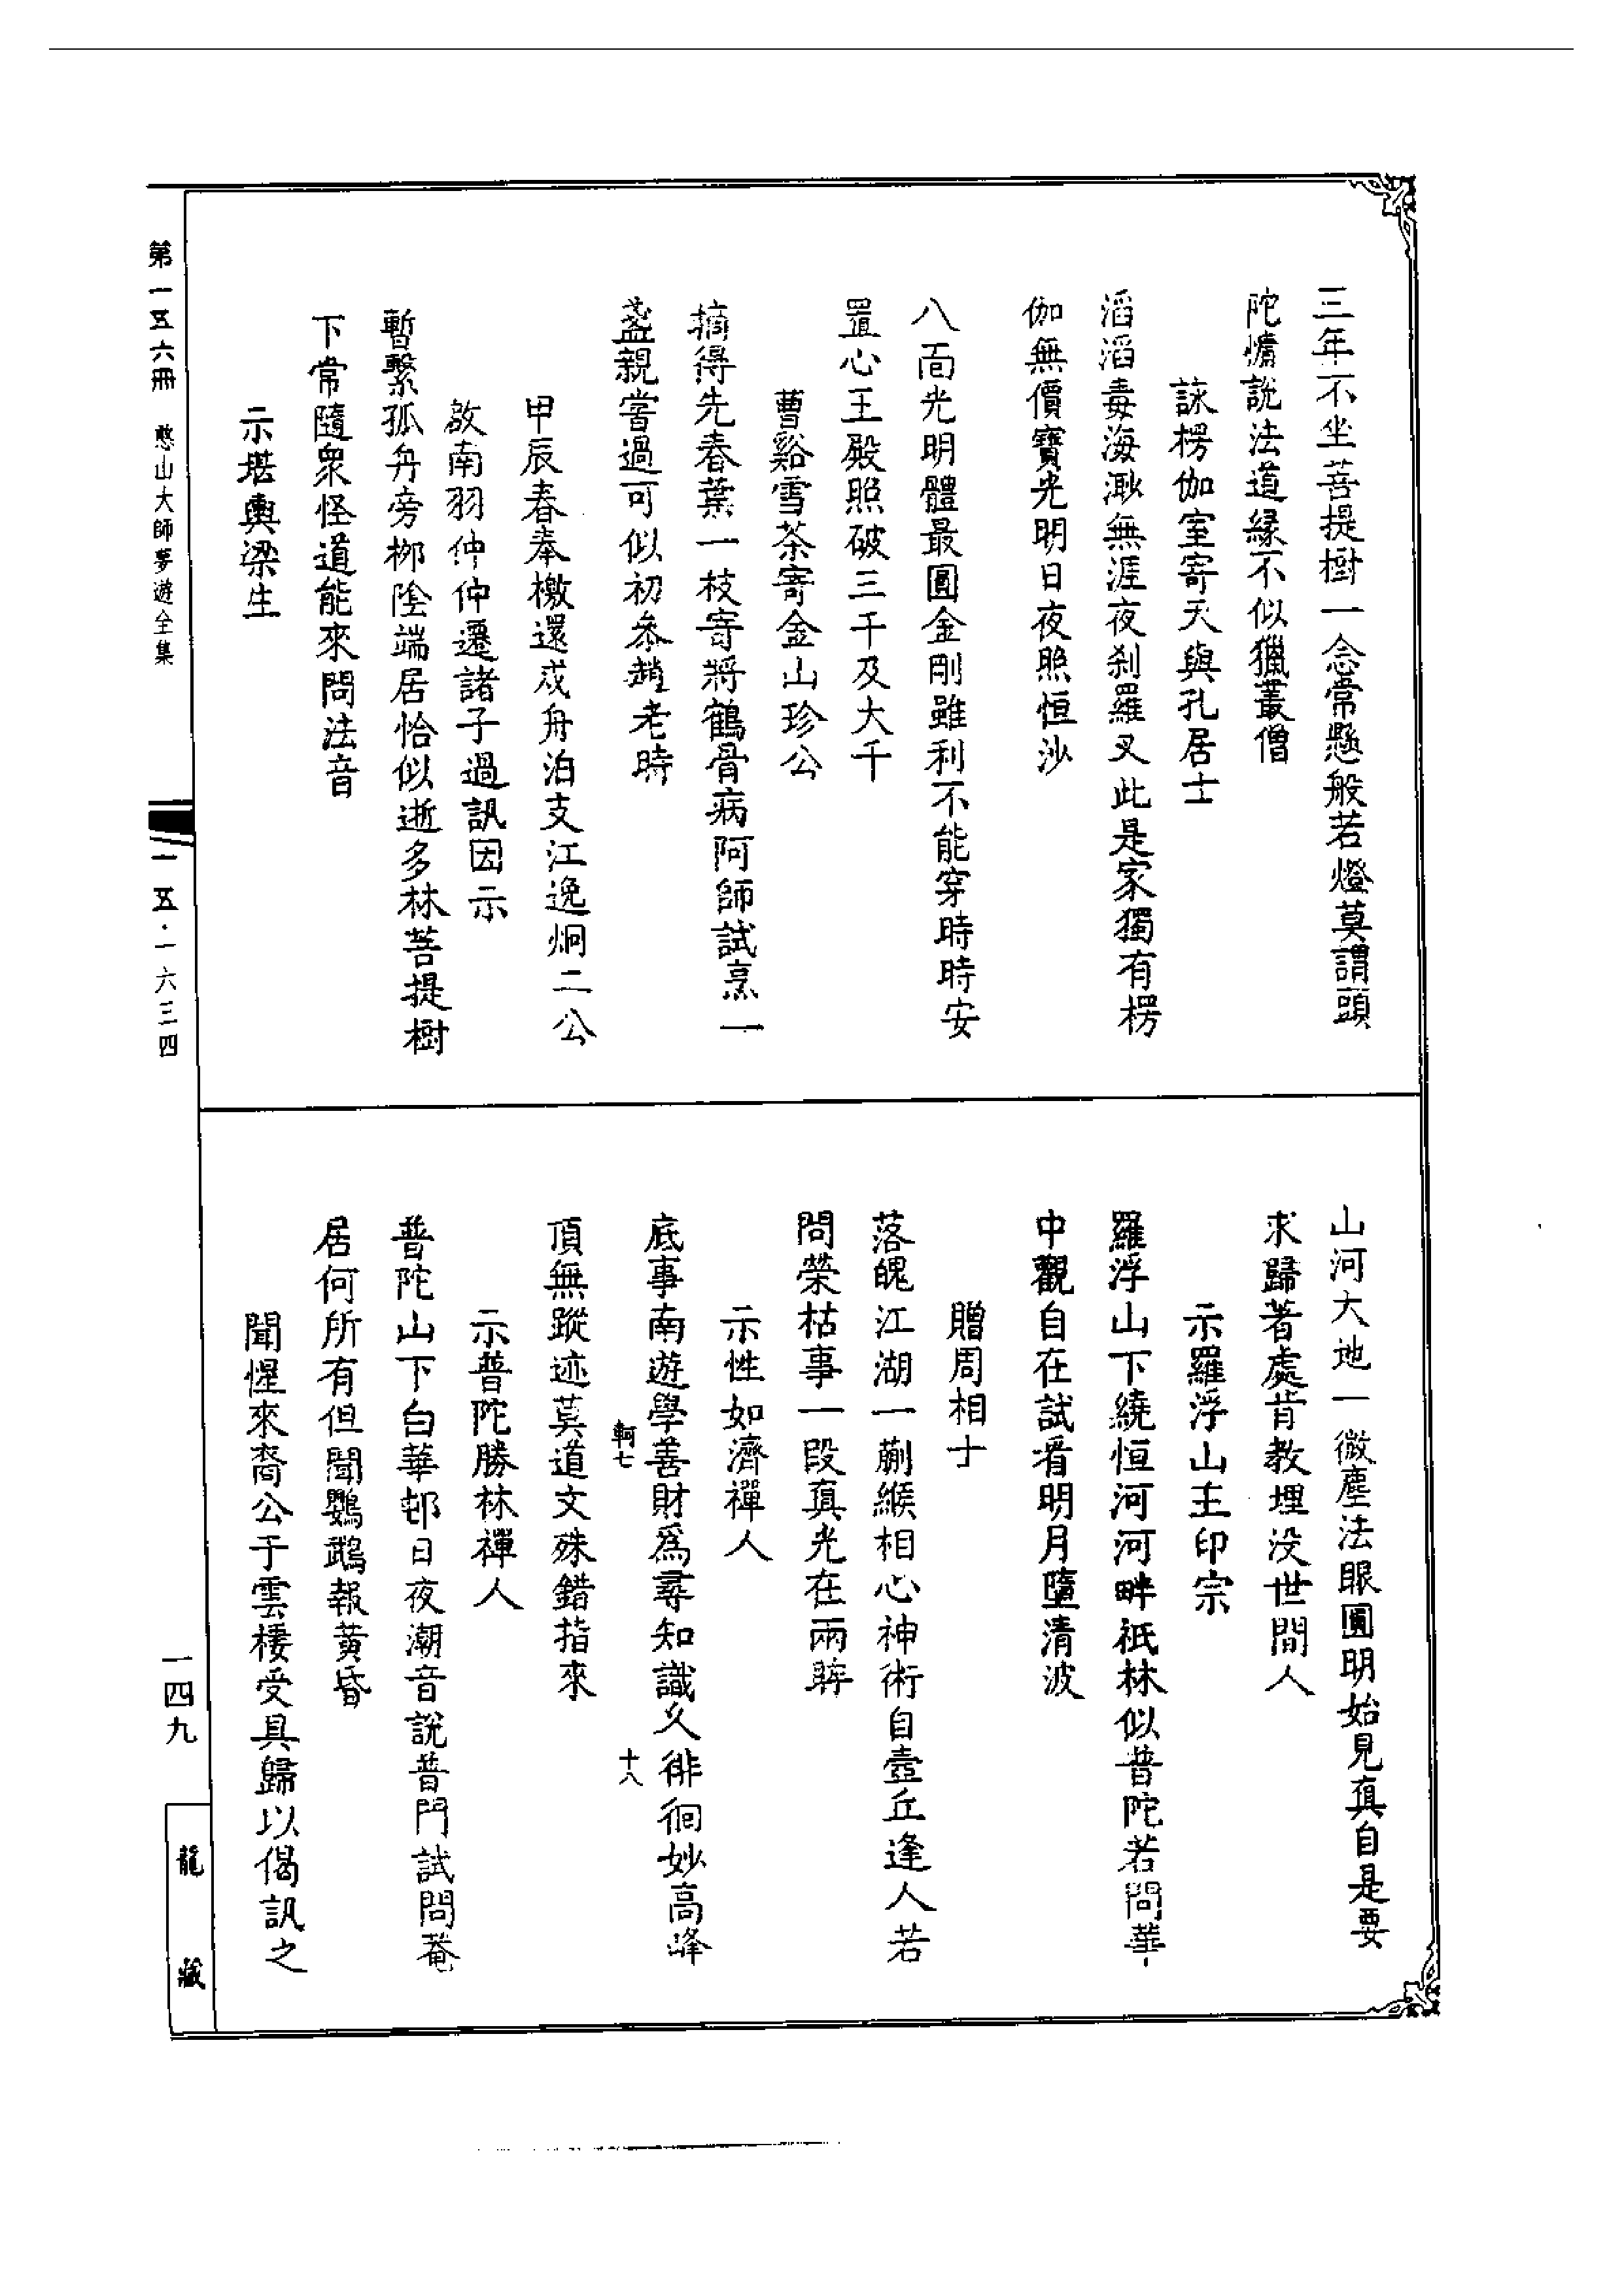 三年不坐菩提樹一念常懸般若燈莫謂頭
陀慵説法道緣不似獵叢僧
詠楞伽室寄天與孔居士
滔滔毒海渺無涯夜刹羅叉此是家獨有楞
伽無價寶光明日夜照恒沙
八面光明體最圓金剛雖利不能穿時時安
置心王殿照破三千及大千
曹谿雪茶寄金山珍公
摘得先春葉一枝寄將鶴骨病阿師試烹一
盞親嘗過可似初叅趙老時
甲辰春奉檄還戍舟泊支江逸炯二公
啟南羽仲仲遷諸子過訊因示
暫繫孤舟旁栁陰端居恰似逝多林菩提樹
下常隨眾怪道能來問法音
示堪輿梁生
山河大地一微塵法眼圓明始見真自是要
求歸著處肯教埋没世間人
示羅浮山主印宗
羅浮山下繞恒河河畔祇林似普陀若問華
中觀自在試看明月墮清波
贈周相士
落魄江湖一蒯緱相心神術自壺丘逢人若
問榮枯事一段真光在兩眸
示性如濟禪人
底事南遊學善財為尋知識久徘徊妙高峰
頂無蹤迹莫道文殊錯指來
軻七
十八
示普陀勝林禪人
普陀山下白華邨日夜潮音說普門試問菴
居何所有但聞鸚鵡報黃昏
聞惺來裔公于雲棲受具歸以偈訊之
第一五六冊 憨山大師夢遊全集
一五·一六三四
一四九
龍藏